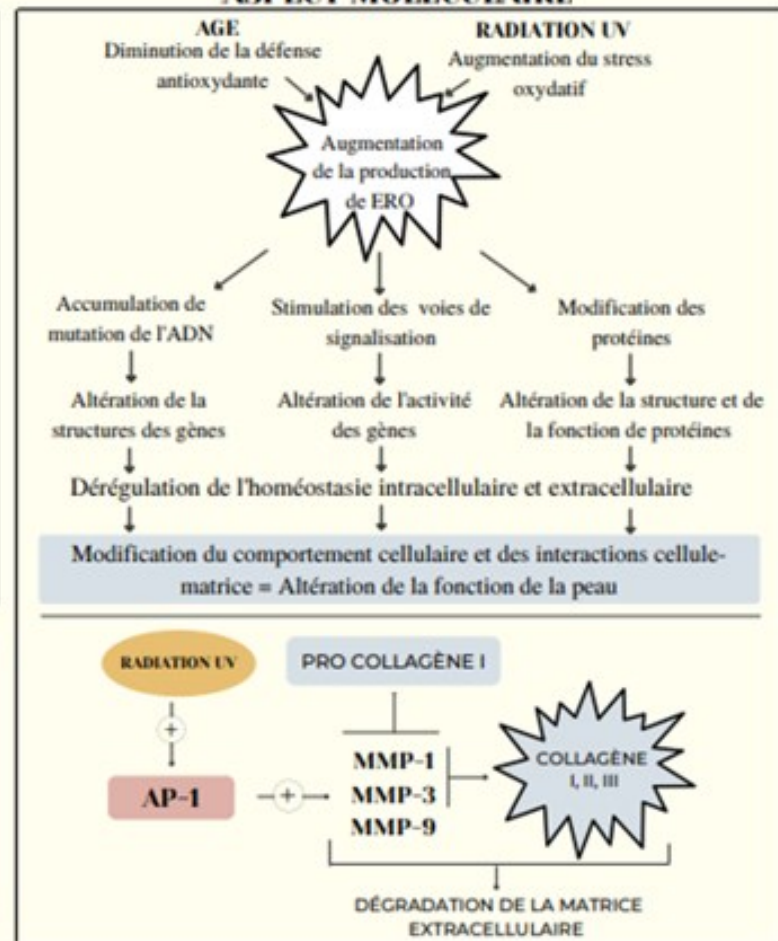 ASPECT MOLÉCULAIRE
AGE
Diminution de la défense
antioxydante
RADIATION UV
Augmentation du stress
oxydatif
Augmentation
de la production
de ERO
Accumulation de
mutation de l'ADN
Stimulation des voies de
signalisation
Modification des
protéines
Altération de la
structures des gènes
Altération de l'activité
des gènes
Altération de la structure et de
la fonction de protéines
Dérégulation de l'homéostasie intracellulaire et extracellulaire
Modification du comportement cellulaire et des interactions cellule-
matrice = Altération de la fonction de la peau
RADIATION UV
PRO COLLAGÈNE I
+
AP-1
+
MMP-1
MMP-3
MMP-9
COLLAGÈNE
I, II, III
DÉGRADATION DE LA MATRICE
EXTRACELLULAIRE